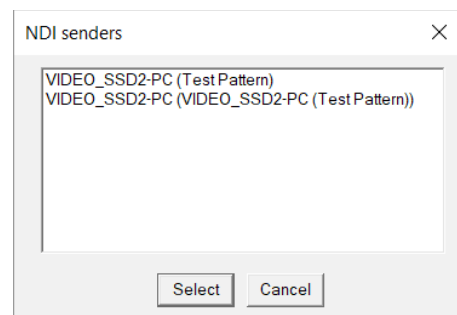 NDI senders
VIDEO_SSD2-PC (Test Pattern)
VIDEO_SSD2-PC (VIDEO_SSD2-PC (Test Pattern))
Select
Cancel